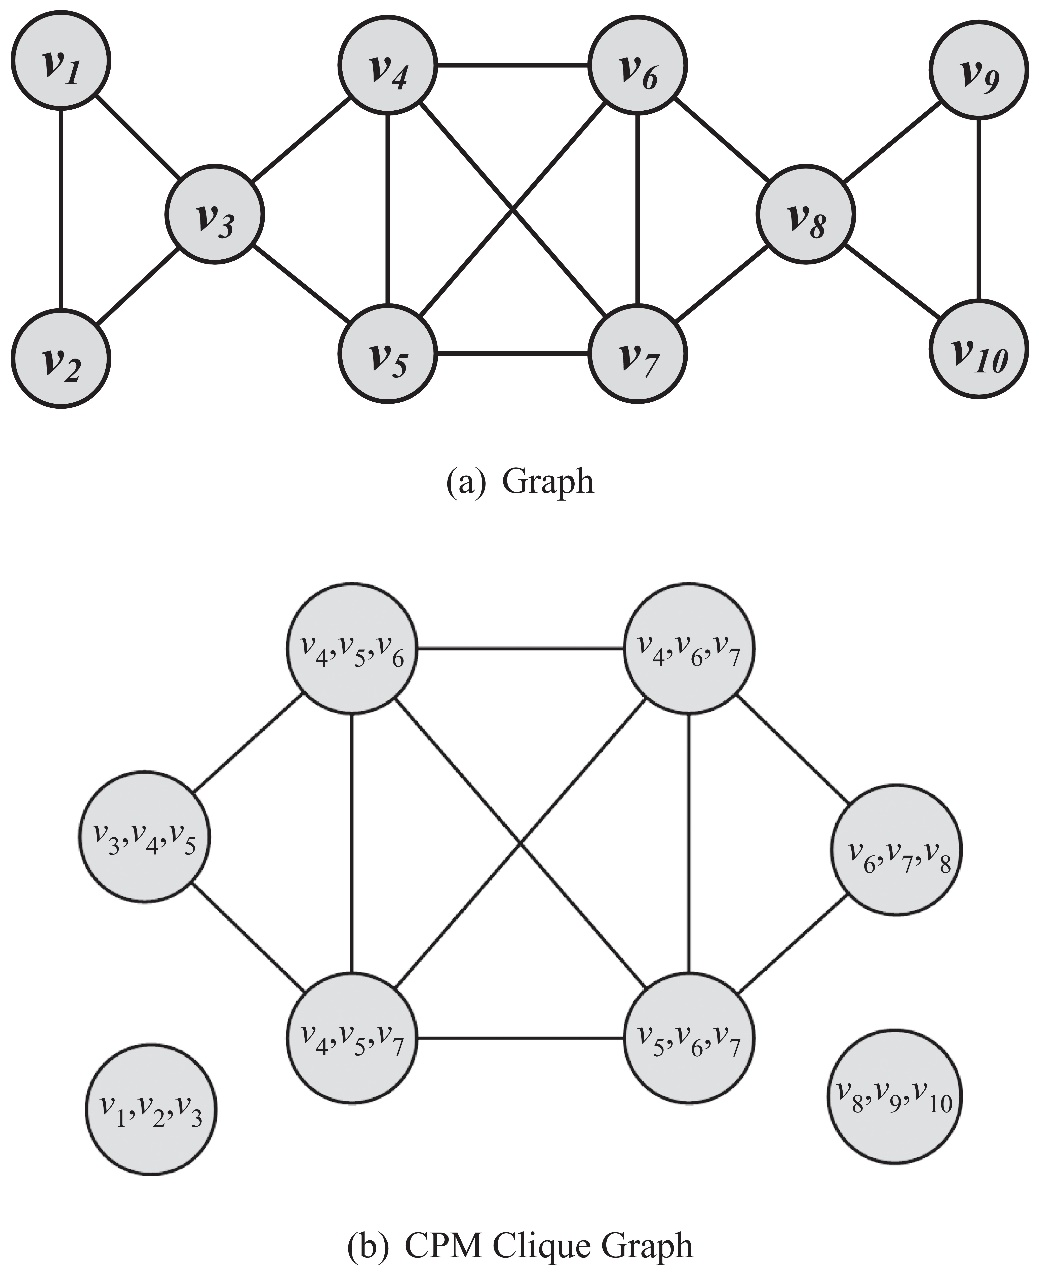 v1 v4 v6 v9
v3 v8
v2 v5 v7 v10
(a) Graph
v4,v5,v6 v4,v6,v7
v3,v4,v5 v6,v7,v8
v4,v5,v7 v5,v6,v7
v1,v2,v3 v8,v9,v10
(b) CPM Clique Graph